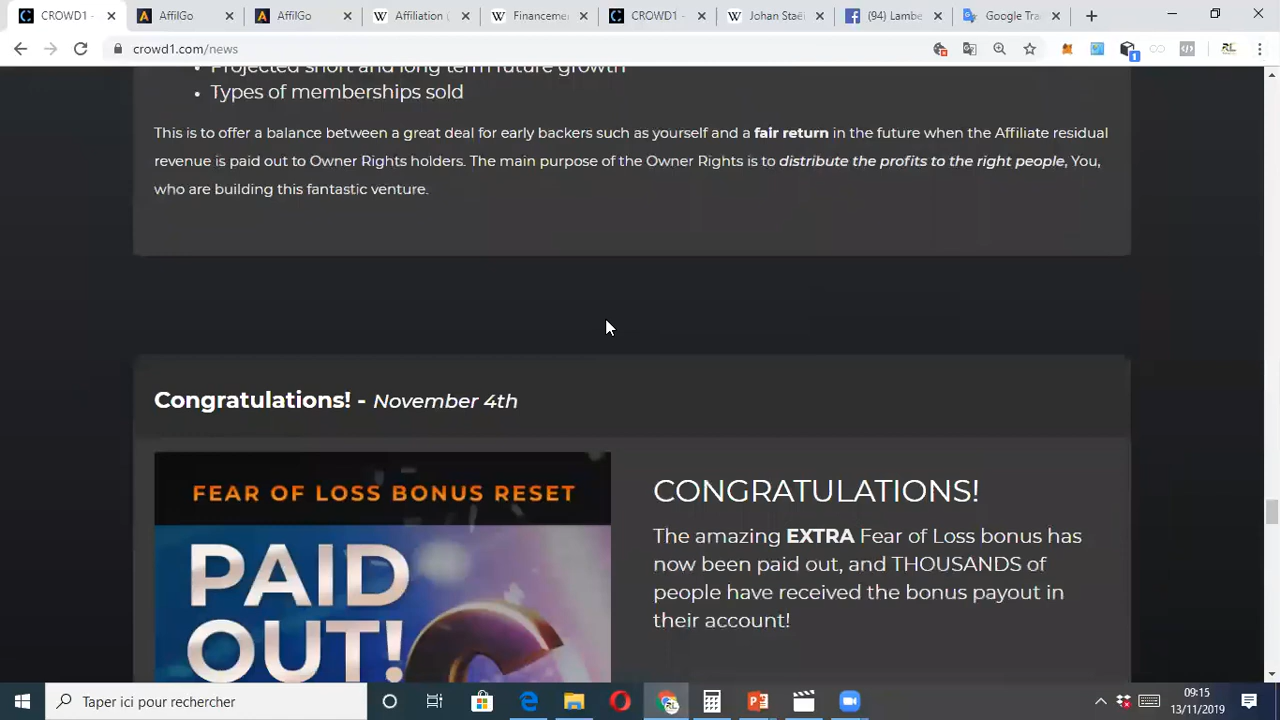 CROWD1
AffilGo
AffilGo
Affiliation (
Financem
CROWD1 -
Johan Staë
(94) Lambe
Google Tra
crowd1.com/news
Projected short and long term future growth
Types of memberships sold
This is to offer a balance between a great deal for early backers such as yourself and a fair return in the future when the Affiliate residual
revenue is paid out to Owner Rights holders. The main purpose of the Owner Rights is to distribute the profits to the right people, You,
who are building this fantastic venture.
Congratulations! - November 4th
FEAR OF LOSS BONUS RESET
PAID
OUT!
CONGRATULATIONS!
The amazing EXTRA Fear of Loss bonus has
now been paid out, and THOUSANDS of
people have received the bonus payout in
their account!
Taper ici pour rechercher
09:15
13/11/2019